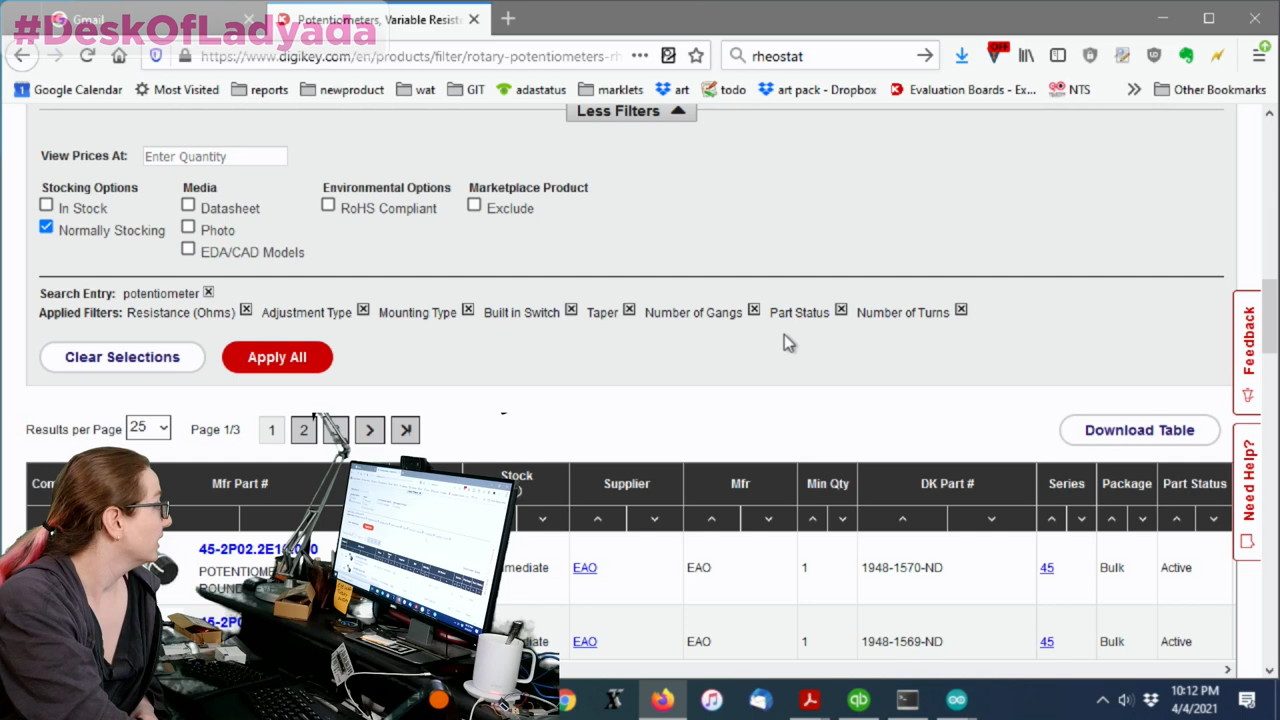 #DeskOfLadyada
Gmail
Potentiometers, Variable Resist
https://www.digikey.com/en/products/filter/rotary-potentiometers-rh
rheostat
OFF
Google Calendar
Most Visited
reports
newproduct
wat
GIT
adastatus
marklets
art
todo
art pack - Dropbox
Evaluation Boards - Ex...
NTS
Other Bookmarks
Less Filters
View Prices At:
Enter Quantity
Stocking Options
Media
Environmental Options
Marketplace Product
In Stock
Datasheet
RoHS Compliant
Exclude
Normally Stocking
Photo
EDA/CAD Models
Search Entry: potentiometer
Applied Filters: Resistance (Ohms) Adjustment Type Mounting Type Built in Switch Taper Number of Gangs Part Status Number of Turns
Clear Selections
Apply All
Feedback
Need Help?
Results per Page 25
Page 1/3
1
2
Download Table
Com
Mfr Part #
Stock
Supplier
Mfr
Min Qty
DK Part #
Series
Package
Part Status
POTENTIOME
ROUND
mediate
EAO
EAO
1
1948-1570-ND
45
Bulk
Active
EAO
EAO
1
1948-1569-ND
45
Bulk
Active
10:12 PM
4/4/2021